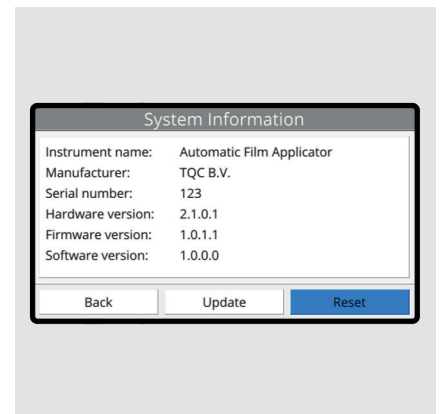 System Information
Instrument name: Automatic Film Applicator
Manufacturer: TQC B.V.
Serial number: 123
Hardware version: 2.1.0.1
Firmware version: 1.0.1.1
Software version: 1.0.0.0
Back Update Reset